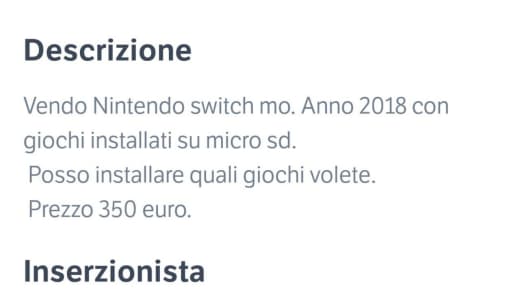 Descrizione
Vendo Nintendo switch mo. Anno 2018 con
giochi installati su micro sd.
Posso installare quali giochi volete.
Prezzo 350 euro.
Inserzionista